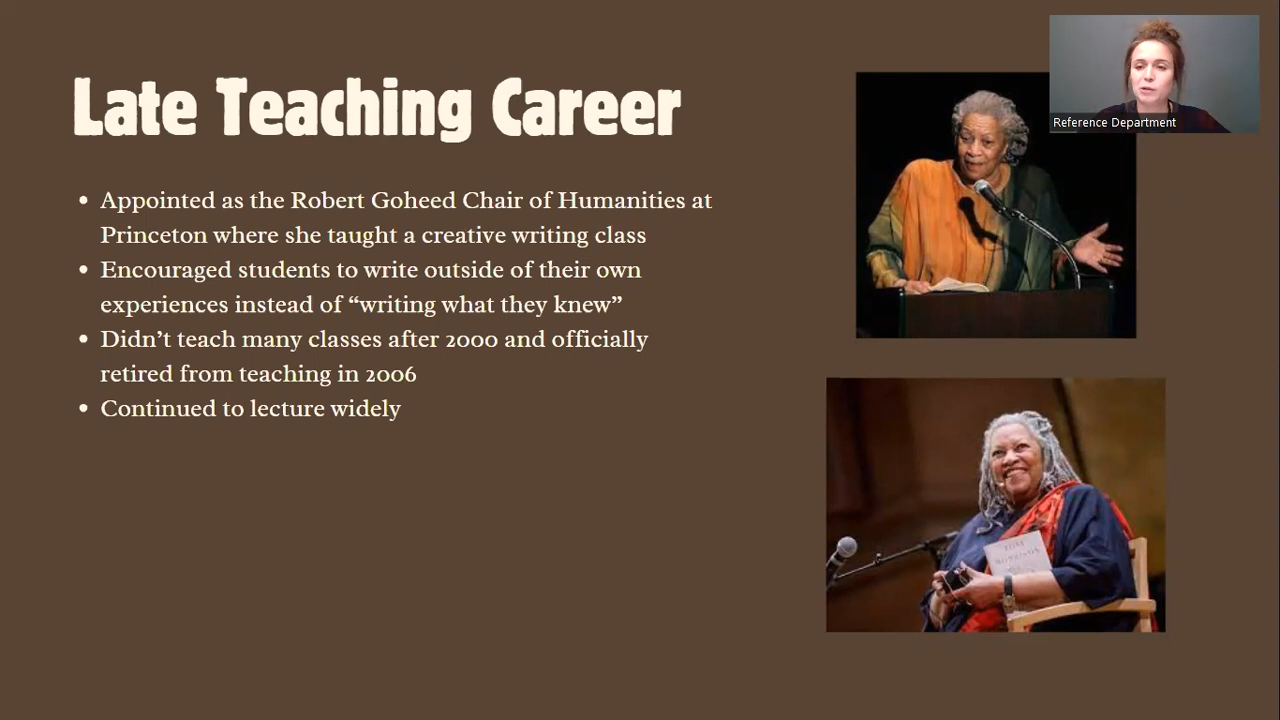 Late Teaching Career
Appointed as the Robert Goheed Chair of Humanities at
Princeton where she taught a creative writing class
Encouraged students to write outside of their own
experiences instead of “writing what they knew”
Didn’t teach many classes after 2000 and officially
retired from teaching in 2006
Continued to lecture widely
Reference Department
TONI
MORRISON